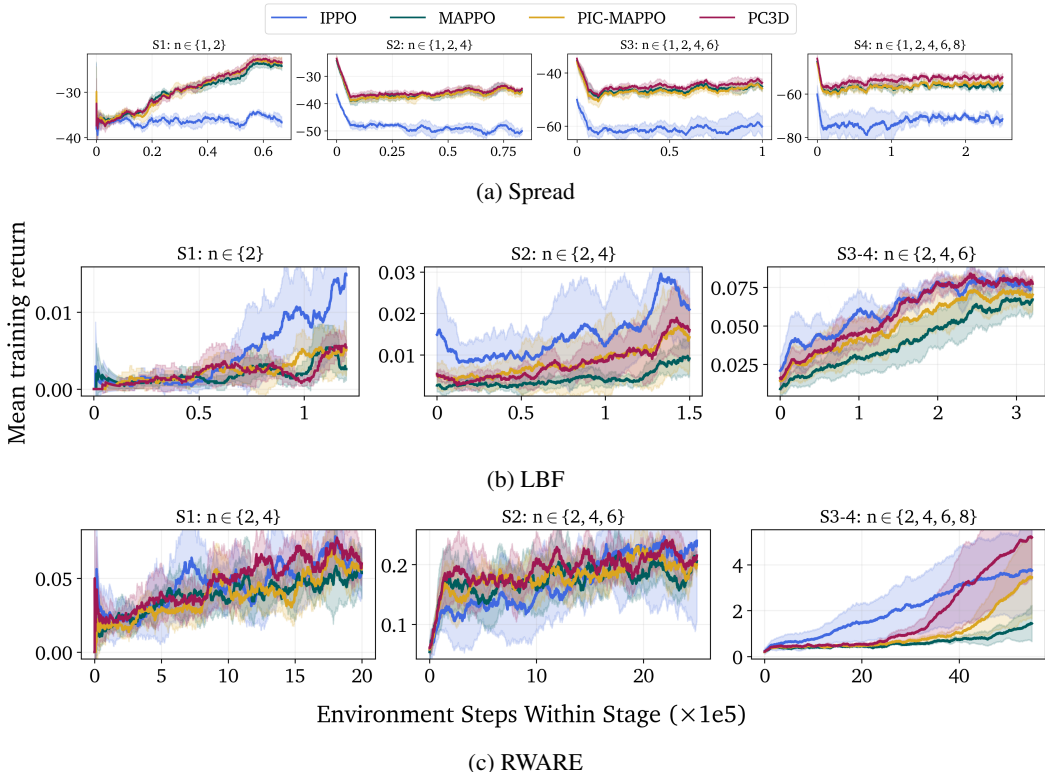 IPPO MAPPO PIC-MAPPO PC3D
S1: n ∈ {1, 2} S2: n ∈ {1, 2, 4} S3: n ∈ {1, 2, 4, 6} S4: n ∈ {1, 2, 4, 6, 8}
−30 −30 −40 −60
−40 −40 −60 −80
−50
0 0.2 0.4 0.6 0 0.25 0.5 0.75 0 0.5 1 0 1 2
(a) Spread
Mean training return
S1: n ∈ {2} S2: n ∈ {2, 4} S3-4: n ∈ {2, 4, 6}
0.01 0.03 0.075
0.00 0.02 0.050
0.01 0.025
0 0.5 1 0 0.5 1 1.5 0 1 2 3
(b) LBF
S1: n ∈ {2, 4} S2: n ∈ {2, 4, 6} S3-4: n ∈ {2, 4, 6, 8}
0.05 0.2 4
0.00 0.1 2
0
0 5 10 15 20 0 10 20 0 20 40
Environment Steps Within Stage (×1e5)
(c) RWARE